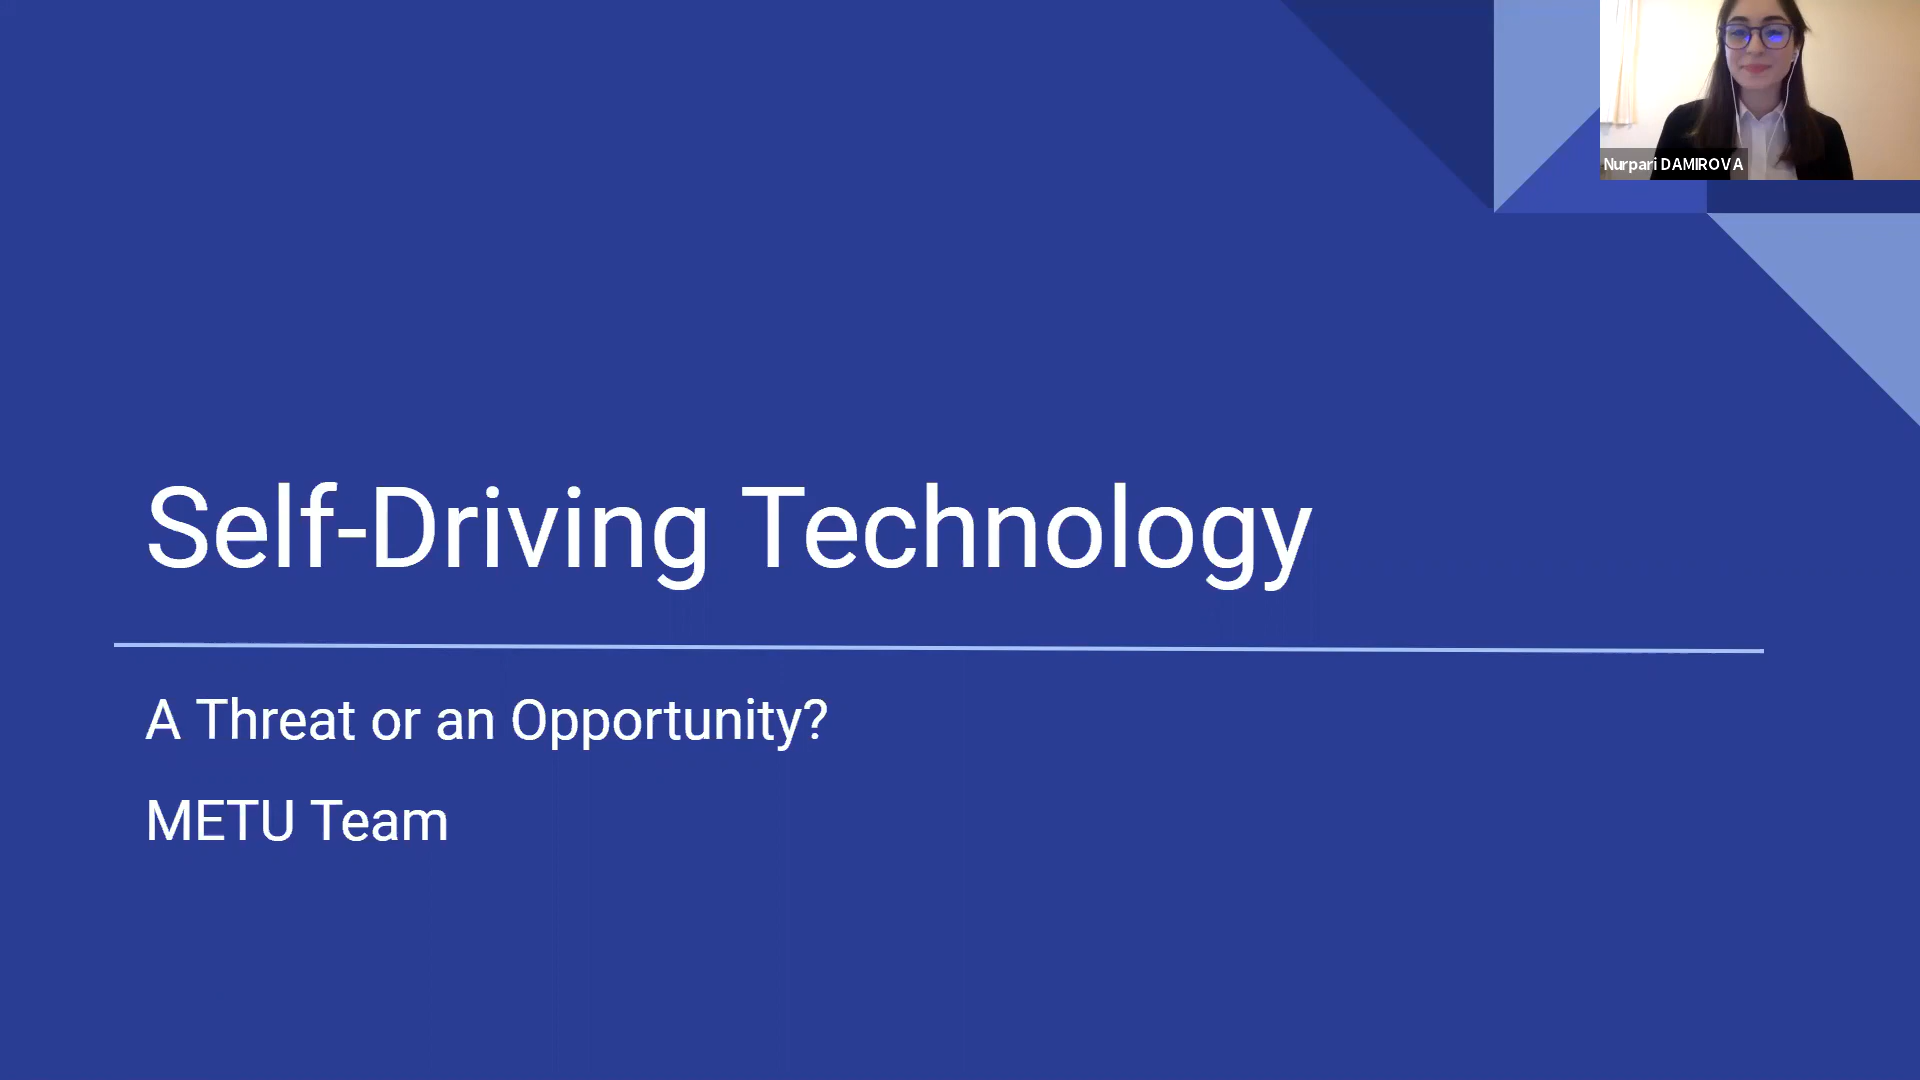 Nurpari DAMIROVA
Self-Driving Technology
A Threat or an Opportunity?
METU Team